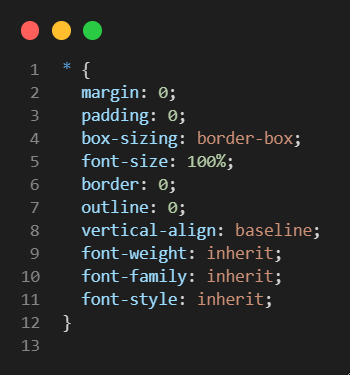 1 * {
2   margin: 0;
3   padding: 0;
4   box-sizing: border-box;
5   font-size: 100%;
6   border: 0;
7   outline: 0;
8   vertical-align: baseline;
9   font-weight: inherit;
10   font-family: inherit;
11   font-style: inherit;
12 }
13